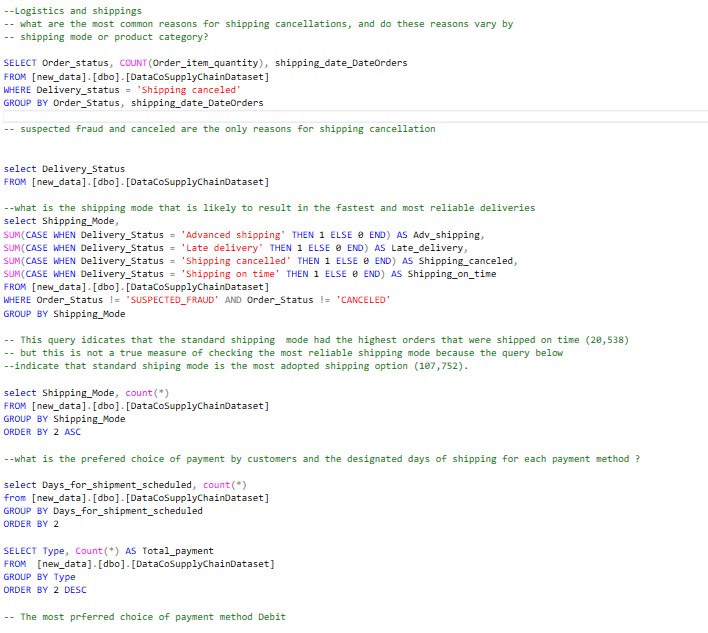 --Logistics and shippings
-- what are the most common reasons for shipping cancellations, and do these reasons vary by
-- shipping mode or product category?
SELECT Order_status, COUNT(Order_item_quantity), shipping_date_DateOrders
FROM [new_data].[dbo].[DataCoSupplyChainDataset]
WHERE Delivery_status = 'Shipping canceled'
GROUP BY Order_Status, shipping_date_DateOrders
-- suspected fraud and canceled are the only reasons for shipping cancellation
select Delivery_Status
FROM [new_data].[dbo].[DataCoSupplyChainDataset]
--what is the shipping mode that is likely to result in the fastest and most reliable deliveries
select Shipping_Mode,
SUM(CASE WHEN Delivery_Status = 'Advanced shipping' THEN 1 ELSE 0 END) AS Adv_shipping,
SUM(CASE WHEN Delivery_Status = 'Late delivery' THEN 1 ELSE 0 END) AS Late_delivery,
SUM(CASE WHEN Delivery_Status = 'Shipping cancelled' THEN 1 ELSE 0 END) AS Shipping_canceled,
SUM(CASE WHEN Delivery_Status = 'Shipping on time' THEN 1 ELSE 0 END) AS Shipping_on_time
FROM [new_data].[dbo].[DataCoSupplyChainDataset]
WHERE Order_Status != 'SUSPECTED_FRAUD' AND Order_Status != 'CANCELED'
GROUP BY Shipping_Mode
-- This query idicates that the standard shipping  mode had the highest orders that were shipped on time (20,538)
-- but this is not a true measure of checking the most reliable shipping mode because the query below
--indicate that standard shiping mode is the most adopted shipping option (107,752).
select Shipping_Mode, count(*)
FROM [new_data].[dbo].[DataCoSupplyChainDataset]
GROUP BY Shipping_Mode
ORDER BY 2 ASC
--what is the prefered choice of payment by customers and the designated days of shipping for each payment method ?
select Days_for_shipment_scheduled, count(*)
from [new_data].[dbo].[DataCoSupplyChainDataset]
GROUP BY Days_for_shipment_scheduled
ORDER BY 2
SELECT Type, Count(*) AS Total_payment
FROM  [new_data].[dbo].[DataCoSupplyChainDataset]
GROUP BY Type
ORDER BY 2 DESC
-- The most prferred choice of payment method Debit